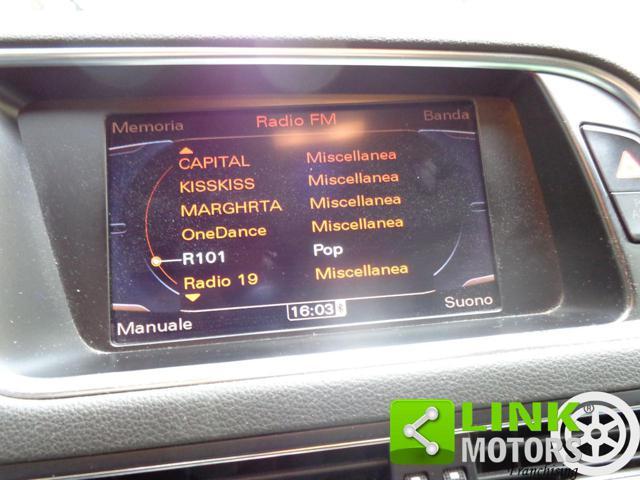 Memoria Radio FM Banda
CAPITAL Miscellanea
KISSKISS Miscellanea
MARGHRTA Miscellanea
OneDance Miscellanea
R101 Pop
Radio 19 Miscellanea
Manuale 16:03 Suono
LINK
MOTORS
Franchising